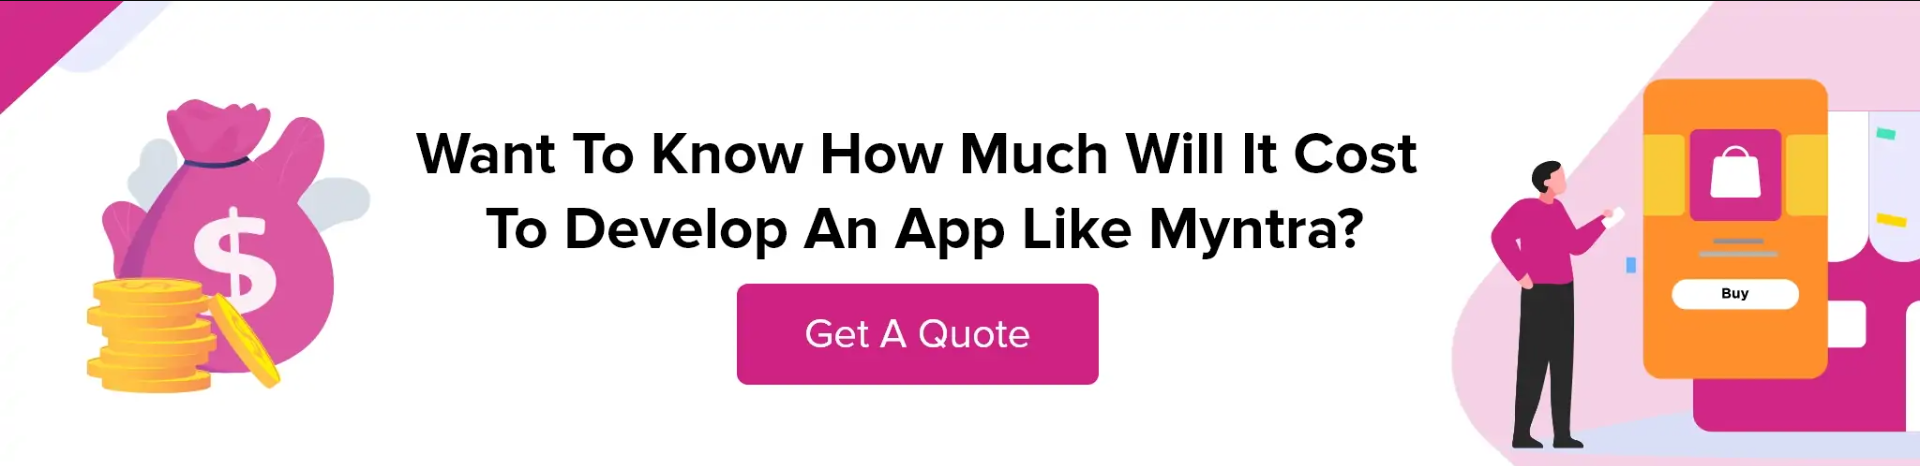 Want To Know How Much Will It Cost
To Develop An App Like Myntra?
Get A Quote
$
Buy